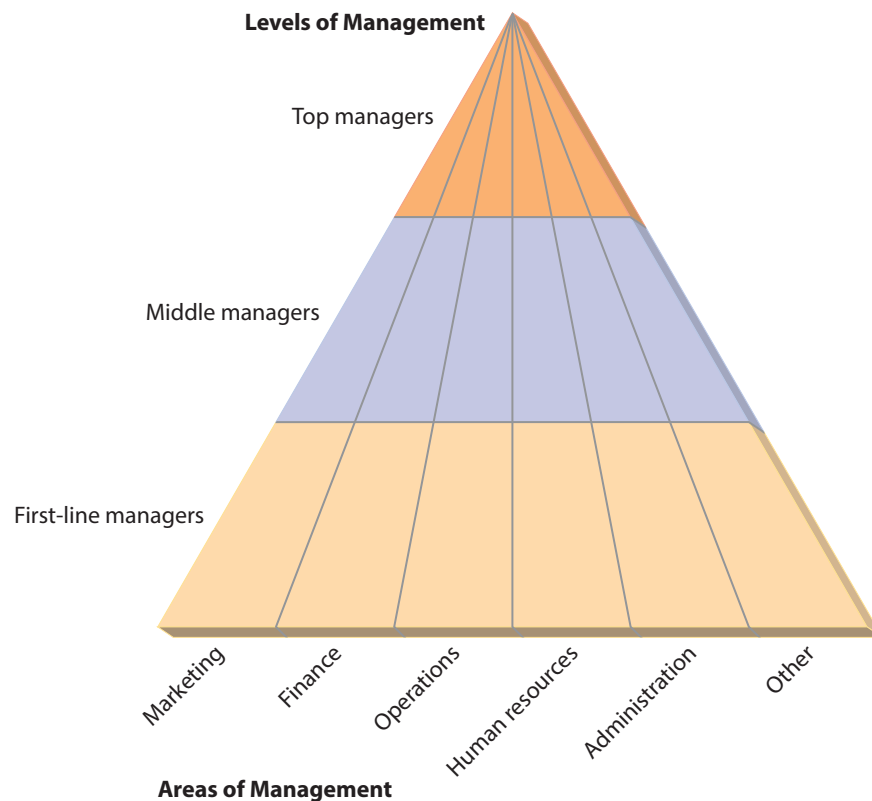 Levels of Management
Top managers
Middle managers
First-line managers
Marketing
Finance
Operations
Human resources
Administration
Other
Areas of Management